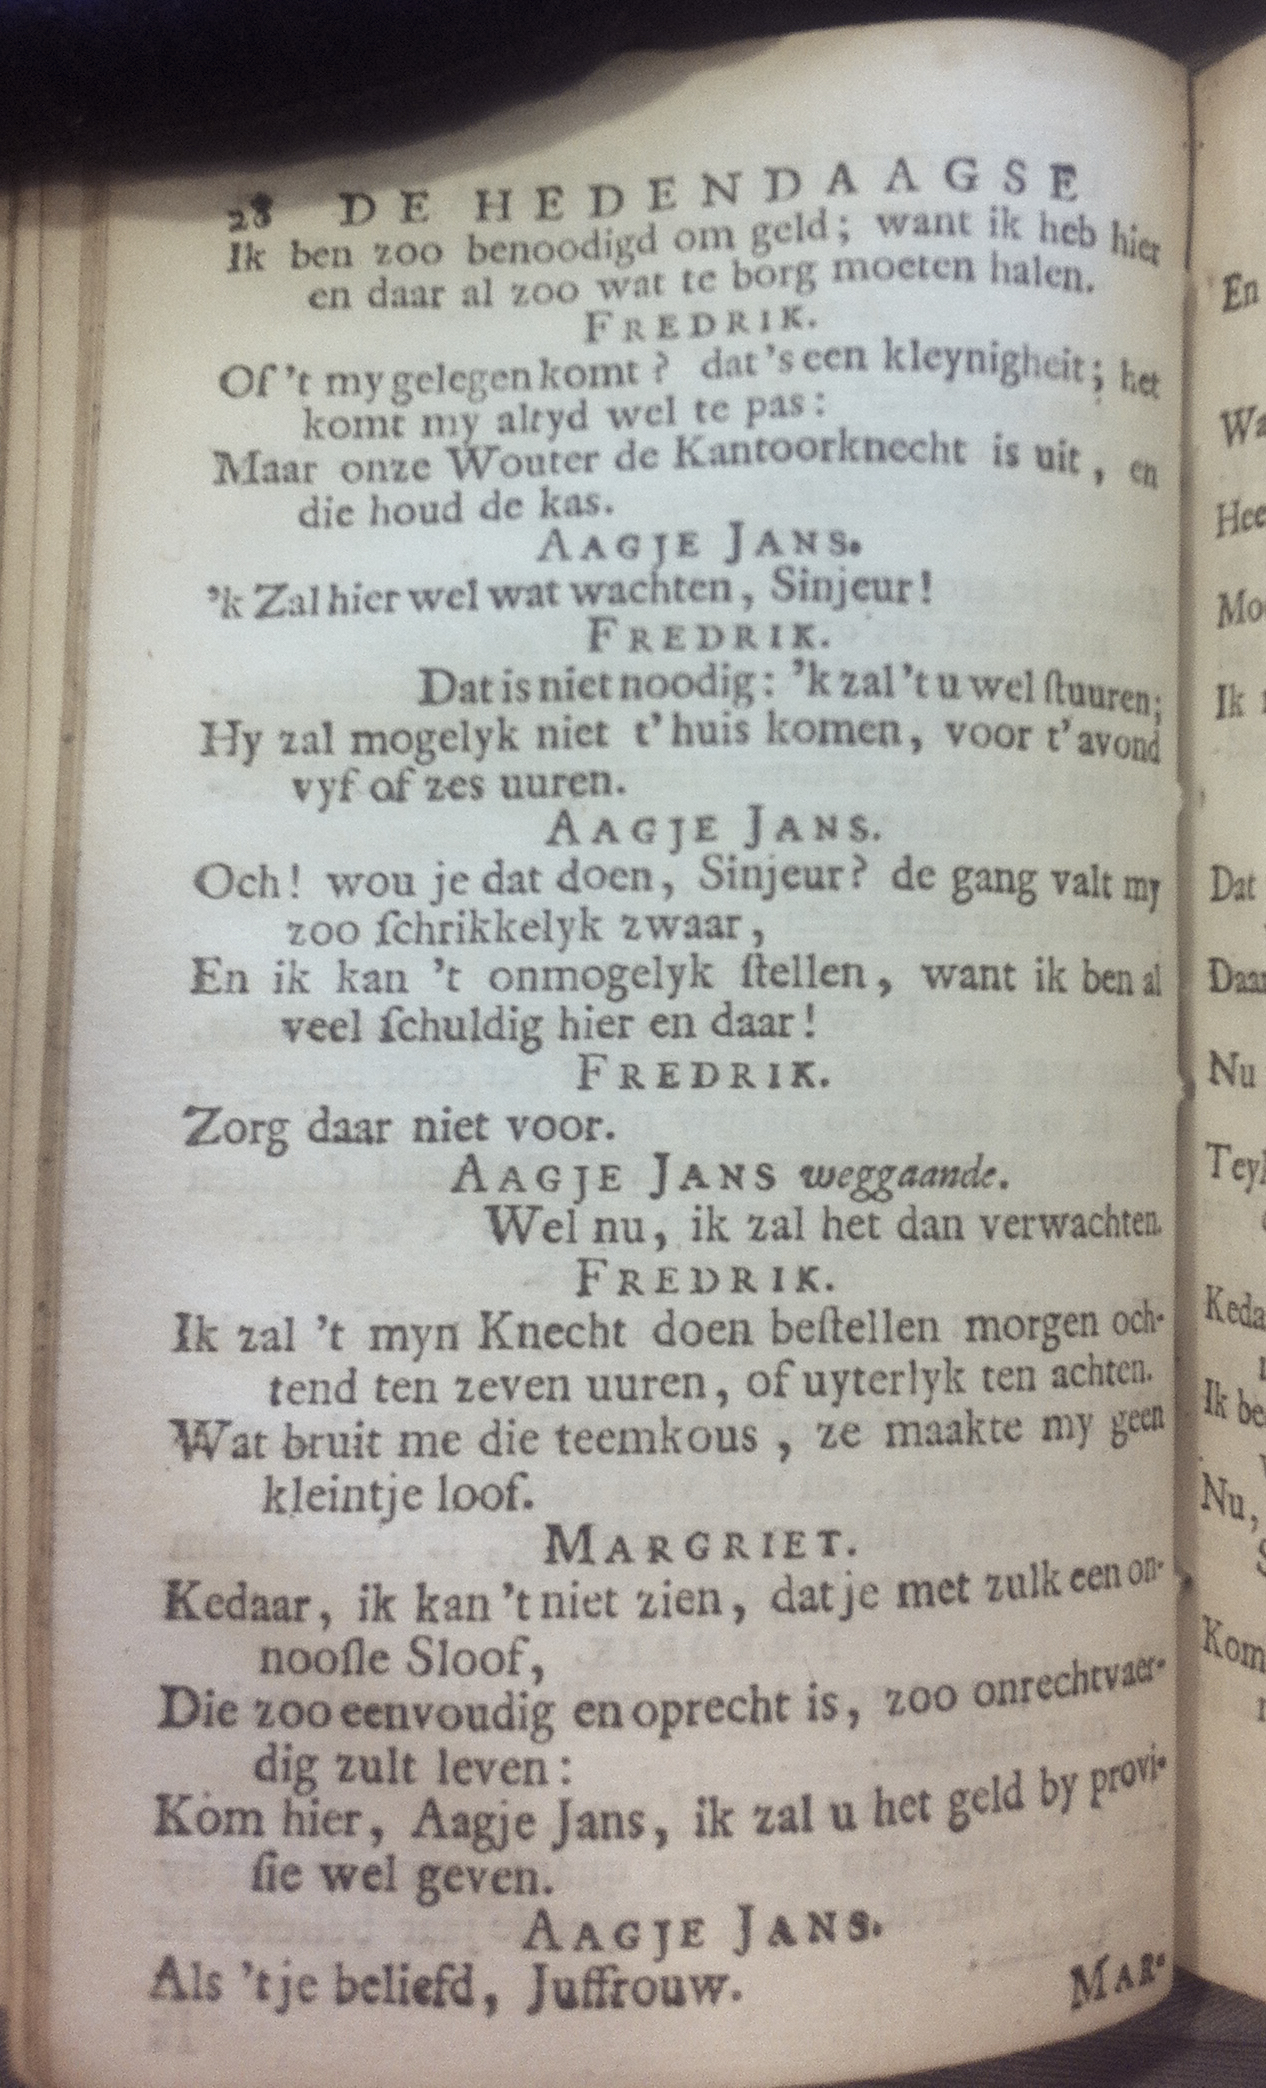 28 DE HEDENDAAGSE
Ik ben zoo benoodigd om geld; want ik heb hier
en daar al zoo wat te borg moeten halen.
FREDRIK.
Of 't my gelegen komt? dat 's een kleynigheit; het
komt my altyd wel te pas:
Maar onze Wouter de Kantoorknecht is uit, en
die houd de kas.
AAGJE JANS.
'k Zal hier wel wat wachten, Sinjeur!
FREDRIK.
Dat is niet noodig: 'k zal 't u wel ſtuuren;
Hy zal mogelyk niet t' huis komen, voor t' avond
vyf of zes uuren.
AAGJE JANS.
Och! wou je dat doen, Sinjeur? de gang valt my
zoo ſchrikkelyk zwaar,
En ik kan 't onmogelyk ſtellen, want ik ben al
veel ſchuldig hier en daar!
FREDRIK.
Zorg daar niet voor.
AAGJE JANS weggaande.
Wel nu, ik zal het dan verwachten.
FREDRIK.
Ik zal 't myn Knecht doen beſtellen morgen och-
tend ten zeven uuren, of uyterlyk ten achten.
Wat bruit me die teemkous, ze maakte my geen
kleintje loof.
MARGRIET.
Kedaar, ik kan 't niet zien, dat je met zulk een on-
nooſle Sloof,
Die zoo eenvoudig en oprecht is, zoo onrechtvaer-
dig zult leven:
Kom hier, Aagje Jans, ik zal u het geld by provi-
ſie wel geven.
AAGJE JANS.
Als 't je beliefd, Juffrouw.
MAR-
En
Hee
Ik
Dat
Nu
Ik be
Nu,